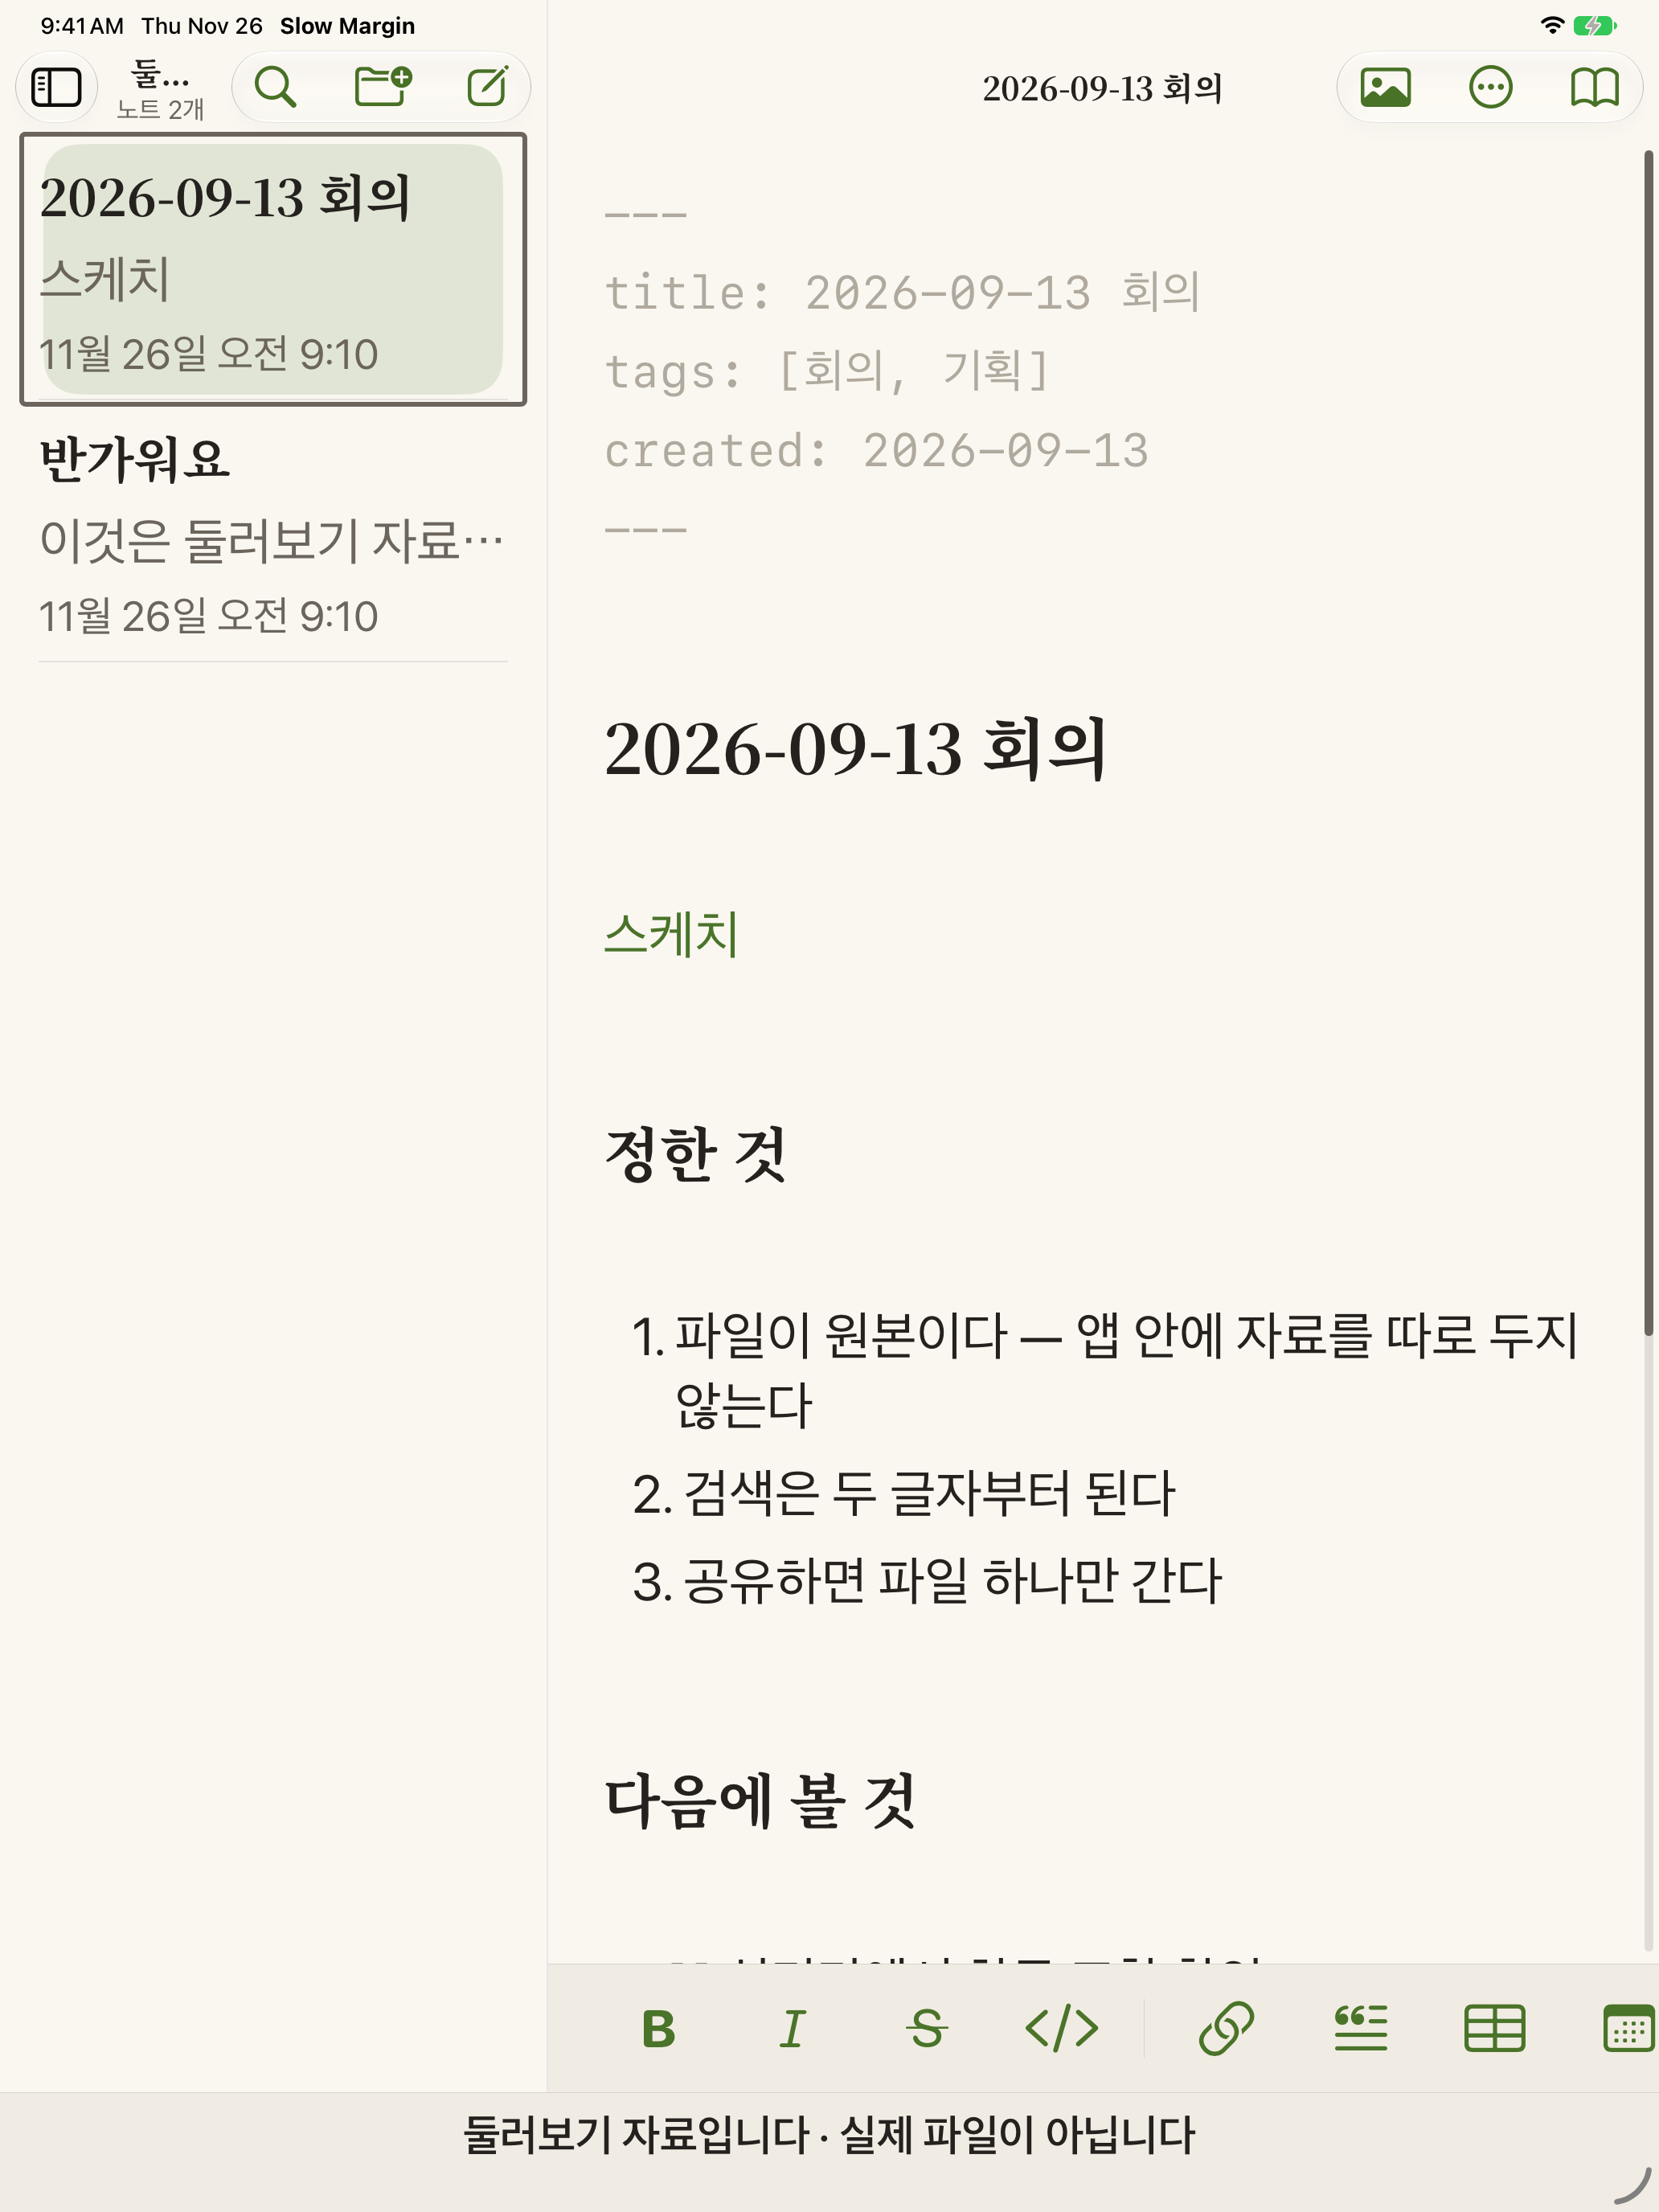 9:41 AM Thu Nov 26 Slow Margin
둘...
노트 2개
2026-09-13 회의
스케치
11월 26일 오전 9:10
반가워요
이것은 둘러보기 자료…
11월 26일 오전 9:10
2026-09-13 회의
---
title: 2026-09-13 회의
tags: [회의, 기획]
created: 2026-09-13
---
2026-09-13 회의
스케치
정한 것
1. 파일이 원본이다 — 앱 안에 자료를 따로 두지
않는다
2. 검색은 두 글자부터 된다
3. 공유하면 파일 하나만 간다
다음에 볼 것
B I S </>
둘러보기 자료입니다 · 실제 파일이 아닙니다